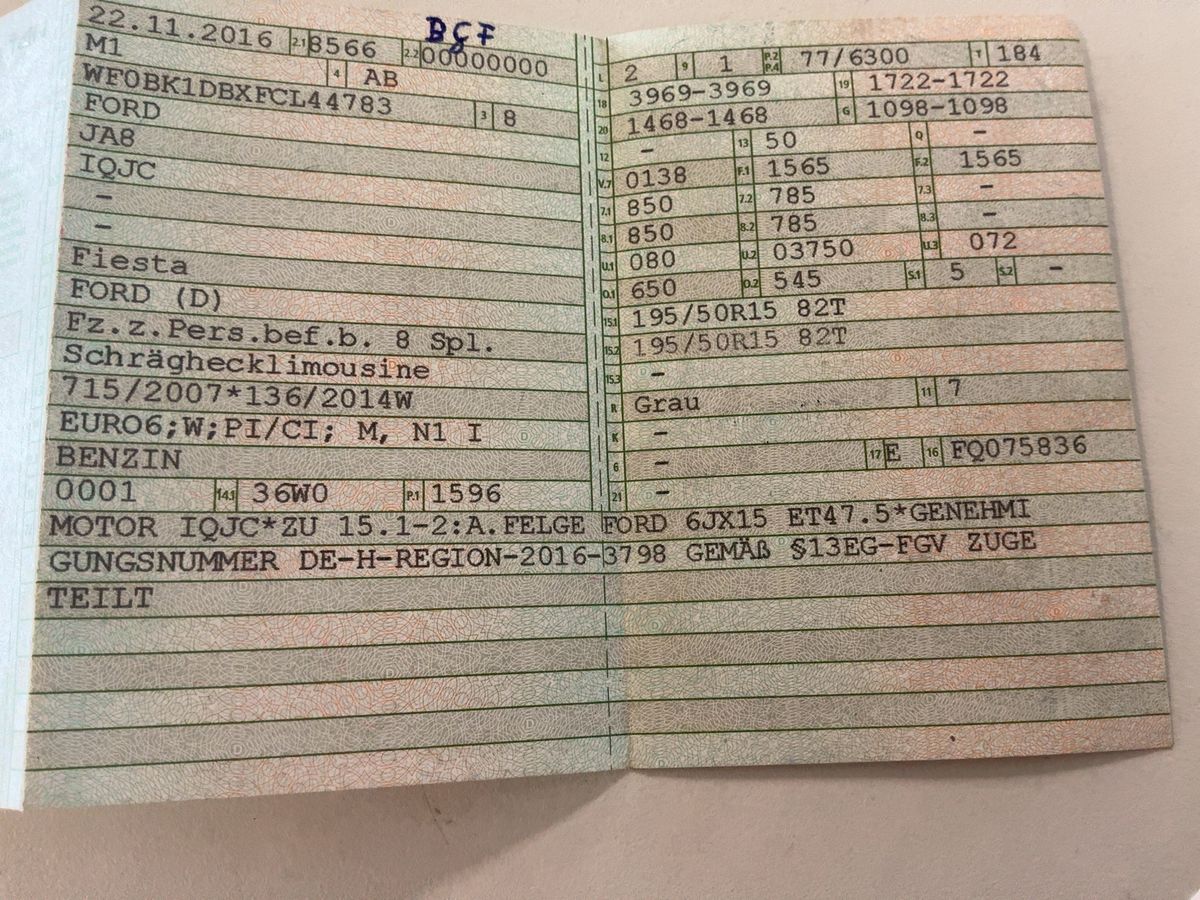 BGF
22.11.2016 2.1 8566 2.2 00000000
M1 4 AB
WF0BK1DBXFCL44783 3 8
FORD
JA8
IQJC
–
–
Fiesta
FORD (D)
Fz.z.Pers.bef.b. 8 Spl.
Schräghecklimousine
715/2007*136/2014W
EURO6;W;PI/CI; M, N1 I
BENZIN
0001 14.1 36W0 P.1 1596
L 2 9 1 P.2 P.4 77/6300 T 184
18 3969–3969 19 1722–1722
20 1468–1468 G 1098–1098
12 – 13 50 Q –
V.7 0138 F.1 1565 F.2 1565
7.1 850 7.2 785 7.3 –
8.1 850 8.2 785 8.3 –
U.1 080 U.2 03750 U.3 072
O.1 650 O.2 545 S.1 5 S.2 –
15.1 195/50R15 82T
15.2 195/50R15 82T
15.3 –
R Grau 11 7
K –
6 – 17 E 16 FQ075836
21 –
MOTOR IQJC*ZU 15.1-2:A.FELGE FORD 6JX15 ET47.5*GENEHMI
GUNGSNUMMER DE-H-REGION-2016-3798 GEMÄß §13EG-FGV ZUGE
TEILT